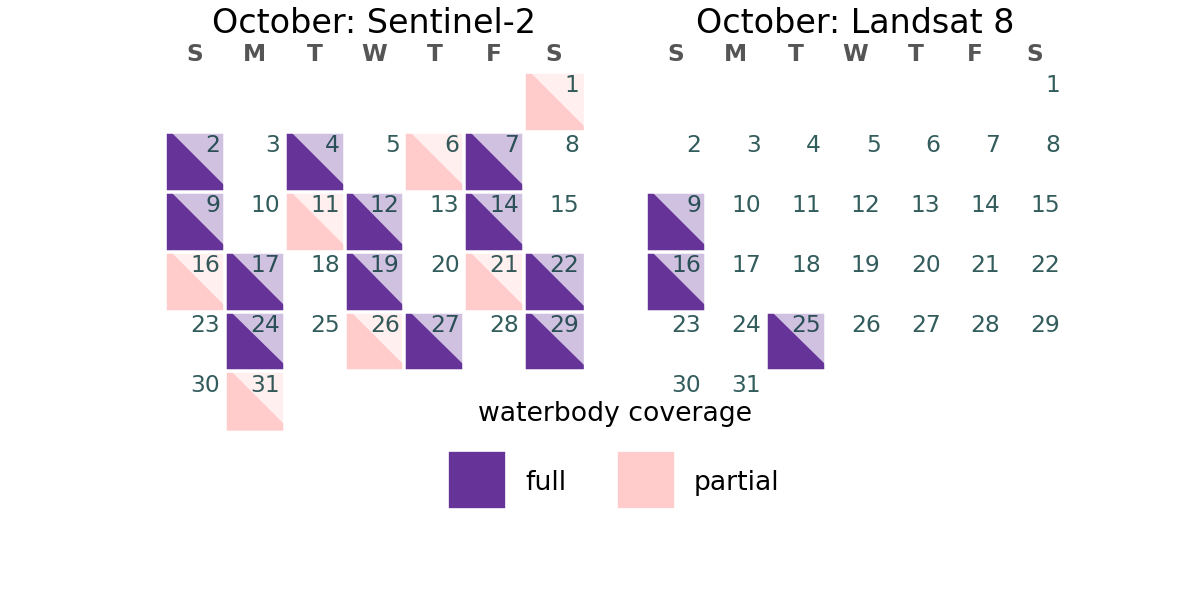 October: Sentinel-2
S M T W T F S
1
2 3 4 5 6 7 8
9 10 11 12 13 14 15
16 17 18 19 20 21 22
23 24 25 26 27 28 29
30 31
October: Landsat 8
S M T W T F S
1
2 3 4 5 6 7 8
9 10 11 12 13 14 15
16 17 18 19 20 21 22
23 24 25 26 27 28 29
30 31
waterbody coverage
full
partial